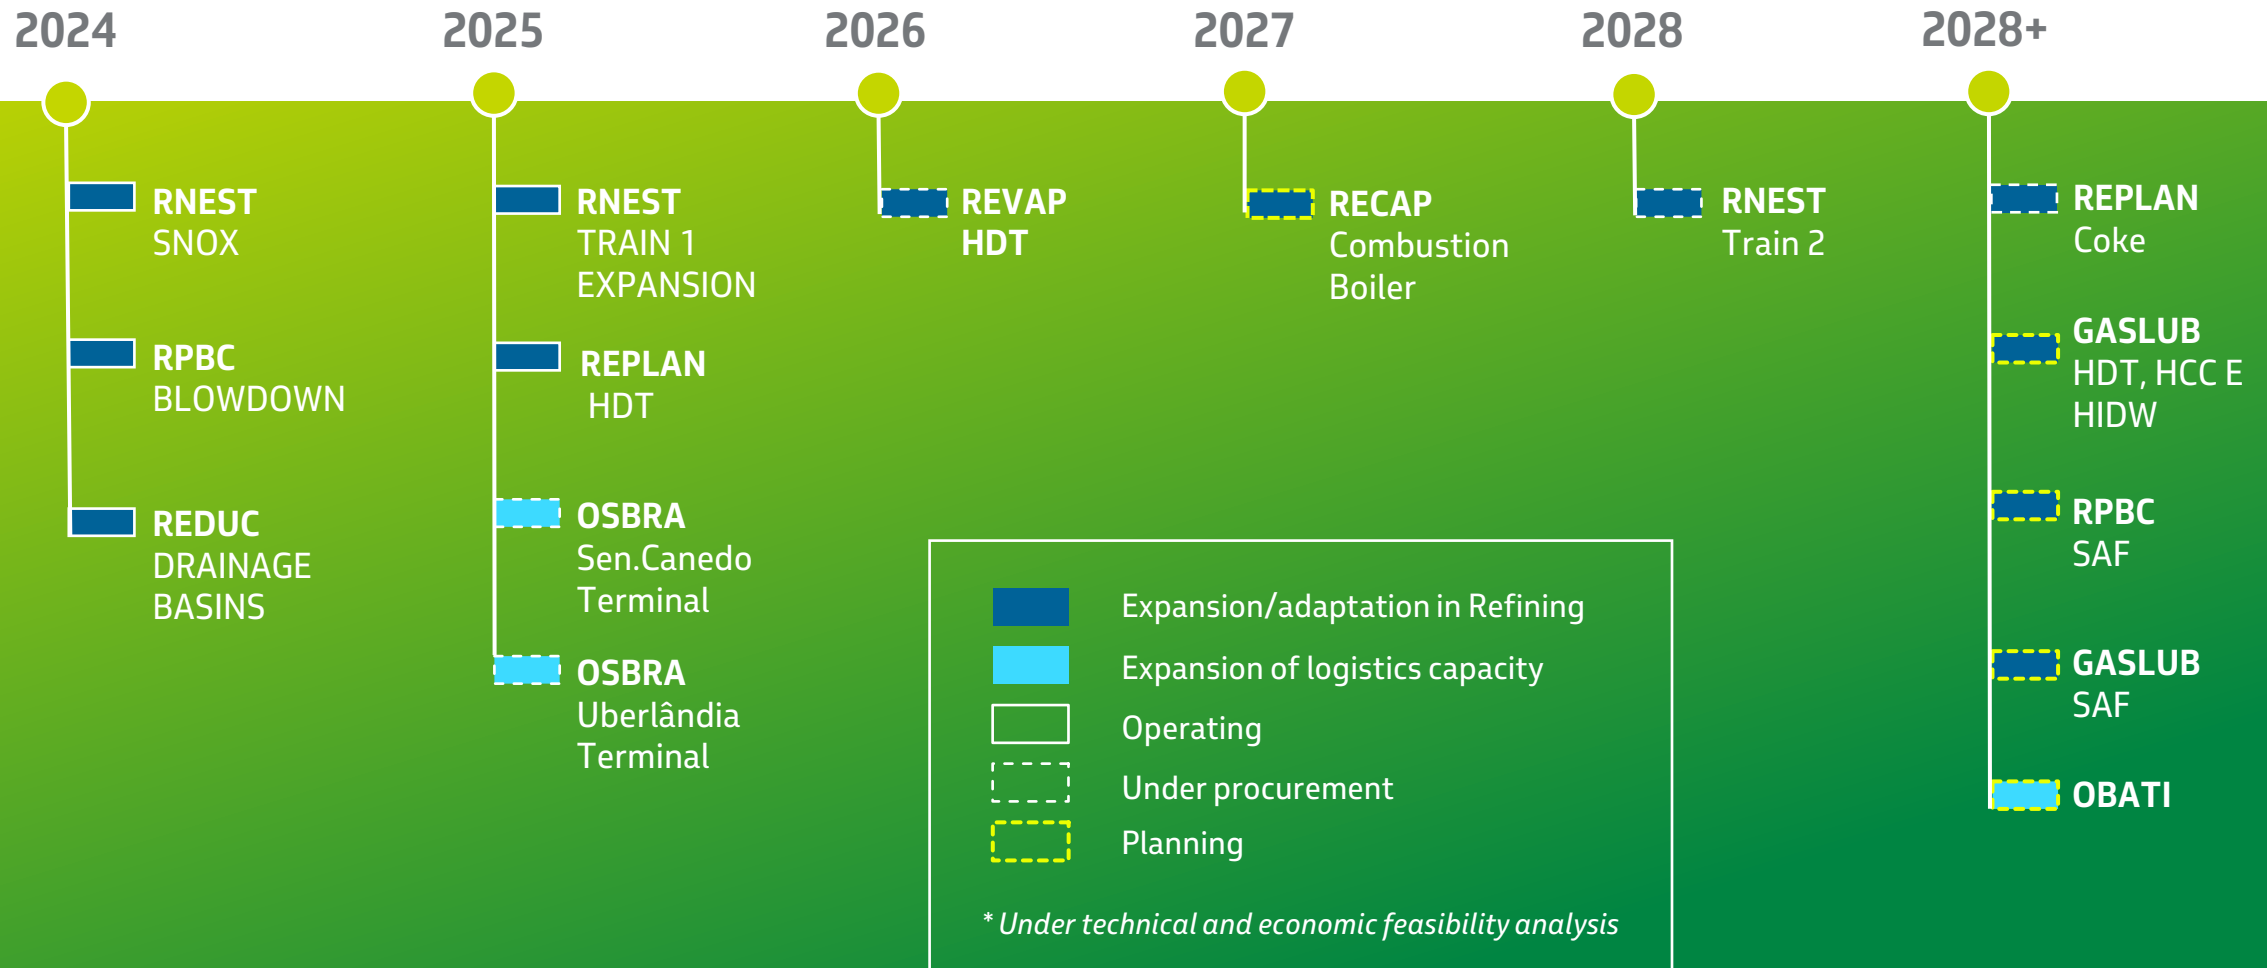 2024
2025
2026
2027
2028
2028+
RNEST
SNOX
RPBC
BLOWDOWN
REDUC
DRAINAGE
BASINS
RNEST
TRAIN 1
EXPANSION
REPLAN
HDT
OSBRA
Sen.Canedo
Terminal
OSBRA
Uberlândia
Terminal
REVAP
HDT
RECAP
Combustion
Boiler
RNEST
Train 2
REPLAN
Coke
GASLUB
HDT, HCC E
HIDW
RPBC
SAF
GASLUB
SAF
OBATI
Expansion/adaptation in Refining
Expansion of logistics capacity
Operating
Under procurement
Planning
* Under technical and economic feasibility analysis